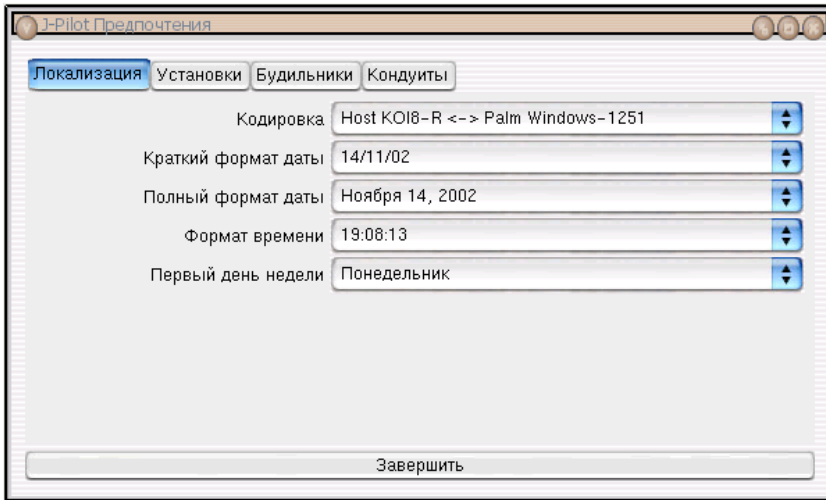 J-Pilot Предпочтения
Локализация Установки Будильники Кондуиты
Кодировка Host KOI8-R <-> Palm Windows-1251
Краткий формат даты 14/11/02
Полный формат даты Ноября 14, 2002
Формат времени 19:08:13
Первый день недели Понедельник
Завершить